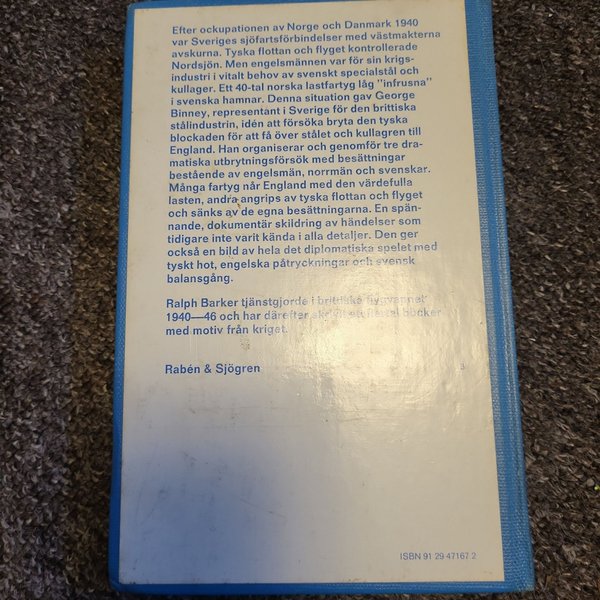 Efter ockupationen av Norge och Danmark 1940
var Sveriges sjöfartsförbindelser med västmakterna
avskurna. Tyska flottan och flyget kontrollerade
Nordsjön. Men engelsmännen var för sin krigs-
industri i vitalt behov av svenskt specialstål och
kullager. Ett 40-tal norska lastfartyg låg "infrusna"
i svenska hamnar. Denna situation gav George
Binney, representant i Sverige för den brittiska
stålindustrin, idén att försöka bryta den tyska
blockaden för att få över stålet och kullagren till
England. Han organiserar och genomför tre dra-
matiska utbrytningsförsök med besättningar
bestående av engelsmän, norrmän och svenskar.
Många fartyg når England med den värdefulla
lasten, andra angrips av tyska flottan och flyget
och sänks av de egna besättningarna. En spän-
nande, dokumentär skildring av händelser som
tidigare inte varit kända i alla detaljer. Den ger
också en bild av hela det diplomatiska spelet med
tyskt hot, engelska påtryckningar och svensk
balansgång.
Ralph Barker tjänstgjorde i brittiska flygvapnet
1940—46 och har därefter skrivit ett flertal böcker
med motiv från kriget.
Rabén & Sjögren
ISBN 91 29 47167 2